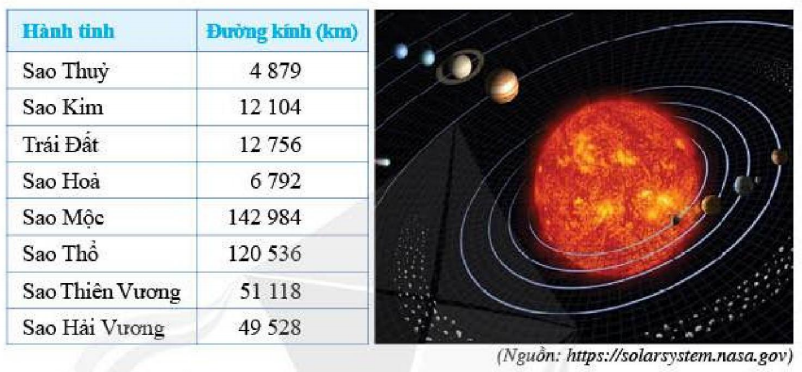 Hành tinh Đường kính (km)
Sao Thuỷ 4 879
Sao Kim 12 104
Trái Đất 12 756
Sao Hoả 6 792
Sao Mộc 142 984
Sao Thổ 120 536
Sao Thiên Vương 51 118
Sao Hải Vương 49 528
(Nguồn: https://solarsystem.nasa.gov)